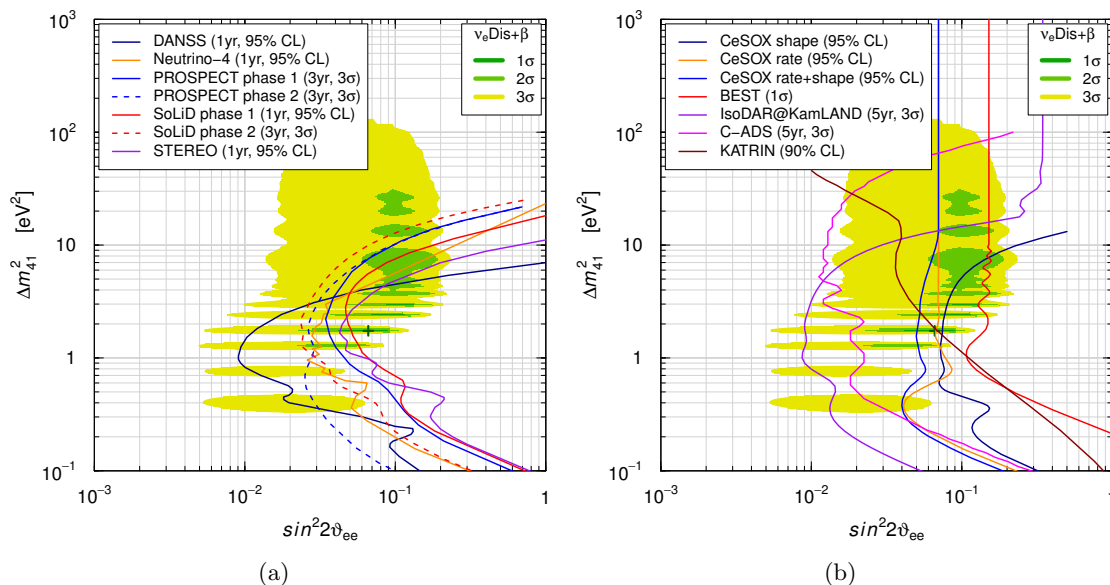 DANSS (1yr, 95% CL)
Neutrino−4 (1yr, 95% CL)
PROSPECT phase 1 (3yr, 3σ)
PROSPECT phase 2 (3yr, 3σ)
SoLiD phase 1 (1yr, 95% CL)
SoLiD phase 2 (3yr, 3σ)
STEREO (1yr, 95% CL)
νeDis+β
1σ
2σ
3σ
10³
10²
10
1
10⁻¹
Δm²₄₁ [eV²]
10⁻³ 10⁻² 10⁻¹ 1
sin²2ϑee
(a)
CeSOX shape (95% CL)
CeSOX rate (95% CL)
CeSOX rate+shape (95% CL)
BEST (1σ)
IsoDAR@KamLAND (5yr, 3σ)
C−ADS (5yr, 3σ)
KATRIN (90% CL)
νeDis+β
1σ
2σ
3σ
10³
10²
10
1
10⁻¹
Δm²₄₁ [eV²]
10⁻³ 10⁻² 10⁻¹ 1
sin²2ϑee
(b)